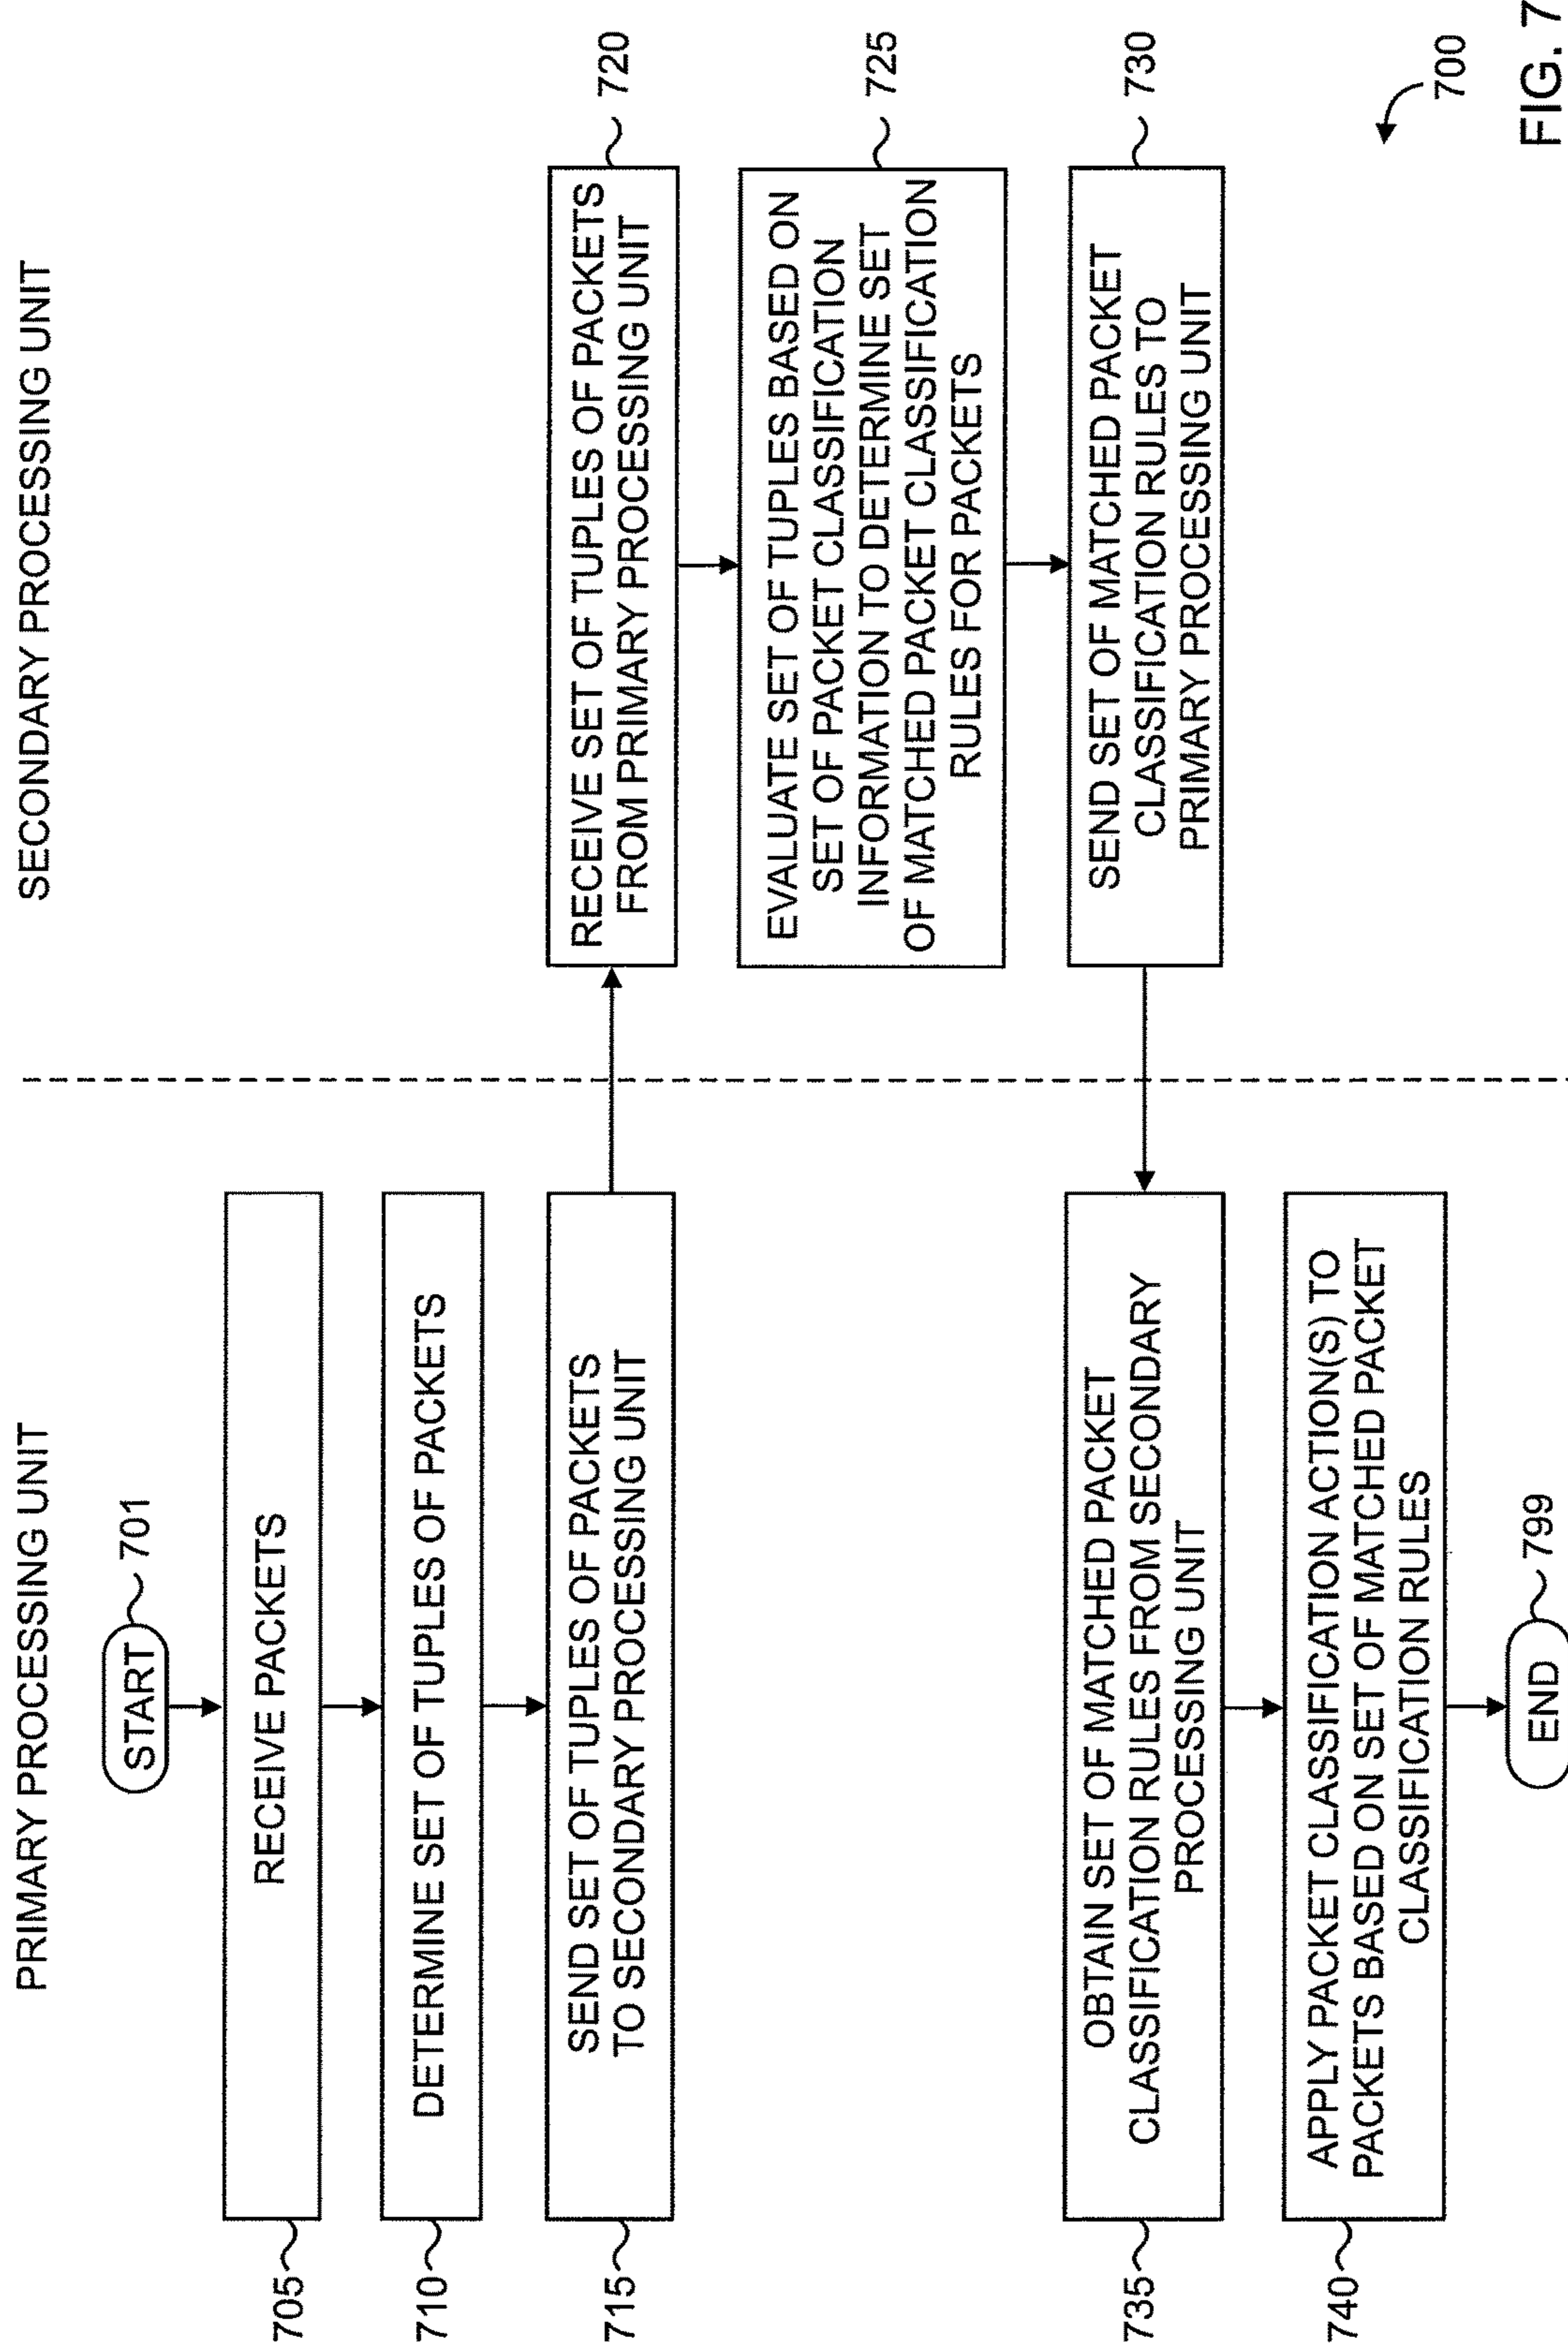 PRIMARY PROCESSING UNIT
SECONDARY PROCESSING UNIT
START
701
705
RECEIVE PACKETS
710
DETERMINE SET OF TUPLES OF PACKETS
715
SEND SET OF TUPLES OF PACKETS
TO SECONDARY PROCESSING UNIT
RECEIVE SET OF TUPLES OF PACKETS
FROM PRIMARY PROCESSING UNIT
720
EVALUATE SET OF TUPLES BASED ON
SET OF PACKET CLASSIFICATION
INFORMATION TO DETERMINE SET
OF MATCHED PACKET CLASSIFICATION
RULES FOR PACKETS
725
SEND SET OF MATCHED PACKET
CLASSIFICATION RULES TO
PRIMARY PROCESSING UNIT
730
735
OBTAIN SET OF MATCHED PACKET
CLASSIFICATION RULES FROM SECONDARY
PROCESSING UNIT
740
APPLY PACKET CLASSIFICATION ACTION(S) TO
PACKETS BASED ON SET OF MATCHED PACKET
CLASSIFICATION RULES
END
799
700
FIG. 7